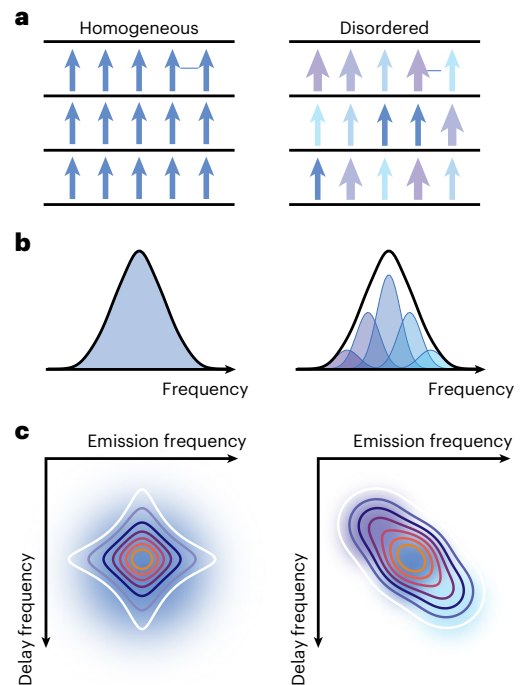 a
Homogeneous
Disordered
b
Frequency
Frequency
c
Emission frequency
Emission frequency
Delay frequency
Delay frequency